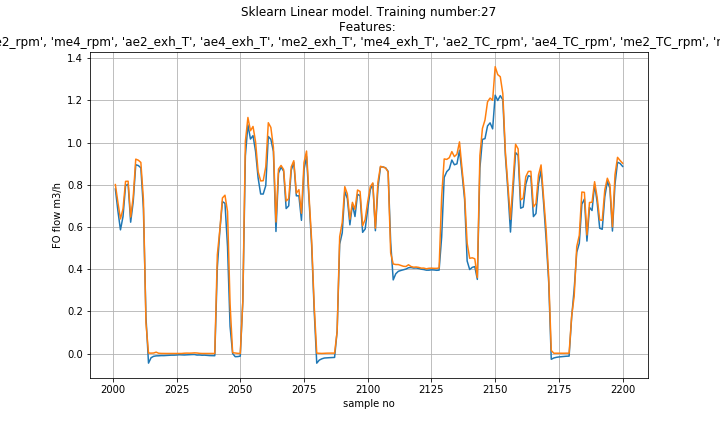 Sklearn Linear model. Training number:27
Features:
_rpm', 'me4_rpm', 'ae2_exh_T', 'ae4_exh_T', 'me2_exh_T', 'me4_exh_T', 'ae2_TC_rpm', 'ae4_TC_rpm', 'me2_TC_rpm',
1.4
1.2
1.0
0.8
0.6
0.4
0.2
0.0
FO flow m3/h
2000 2025 2050 2075 2100 2125 2150 2175 2200
sample no